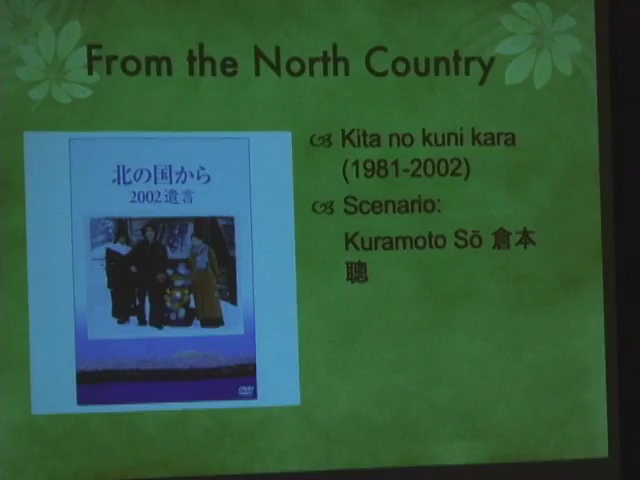 From the North Country
Kita no kuni kara
(1981-2002)
Scenario:
Kuramoto Sō 倉本
聰
北の国から
2002遺言
DVD